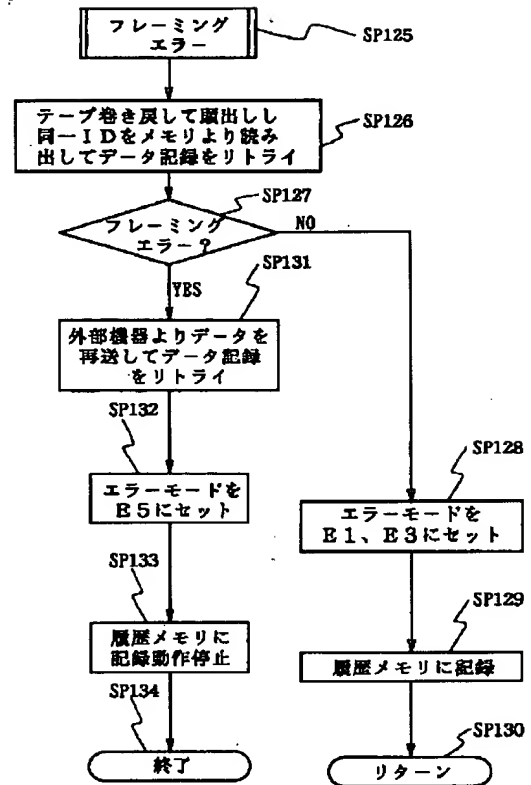 フレーミング
エラー
SP125
テープ巻き戻して頭出しし
同一IDをメモリより読み
出してデータ記録をリトライ
SP126
SP127
フレーミング
エラー?
NO
YES
SP131
外部機器よりデータを
再送してデータ記録
をリトライ
SP132
エラーモードを
E5にセット
SP128
エラーモードを
E1、E3にセット
SP133
履歴メモリに
記録動作停止
SP129
履歴メモリに記録
SP134
終了
SP130
リターン